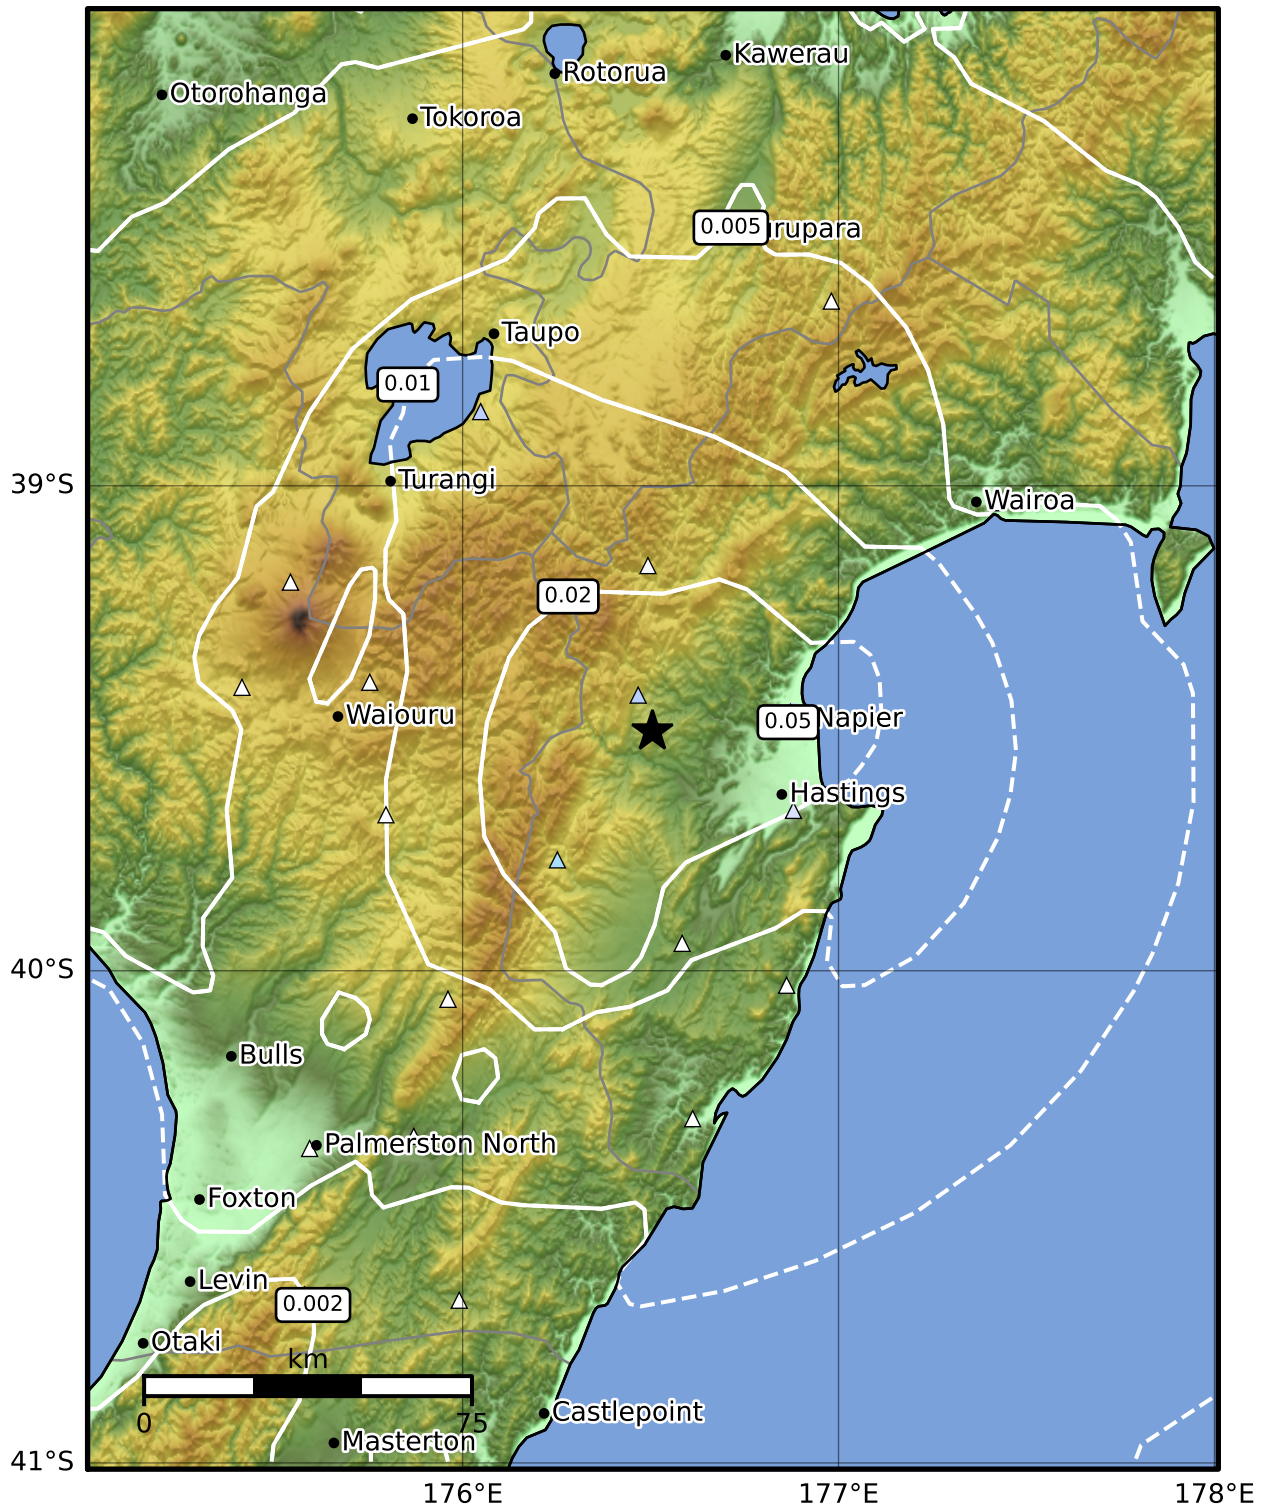 Kawerau
Rotorua
Otorohanga
Tokoroa
0.005
urupara
Taupo
0.01
Turangi
39°S
Wairoa
0.02
Waiouru
0.05
Napier
Hastings
40°S
Bulls
Palmerston North
Foxton
Levin
0.002
Otaki
km
0
75
Castlepoint
Masterton
41°S
176°E
177°E
178°E